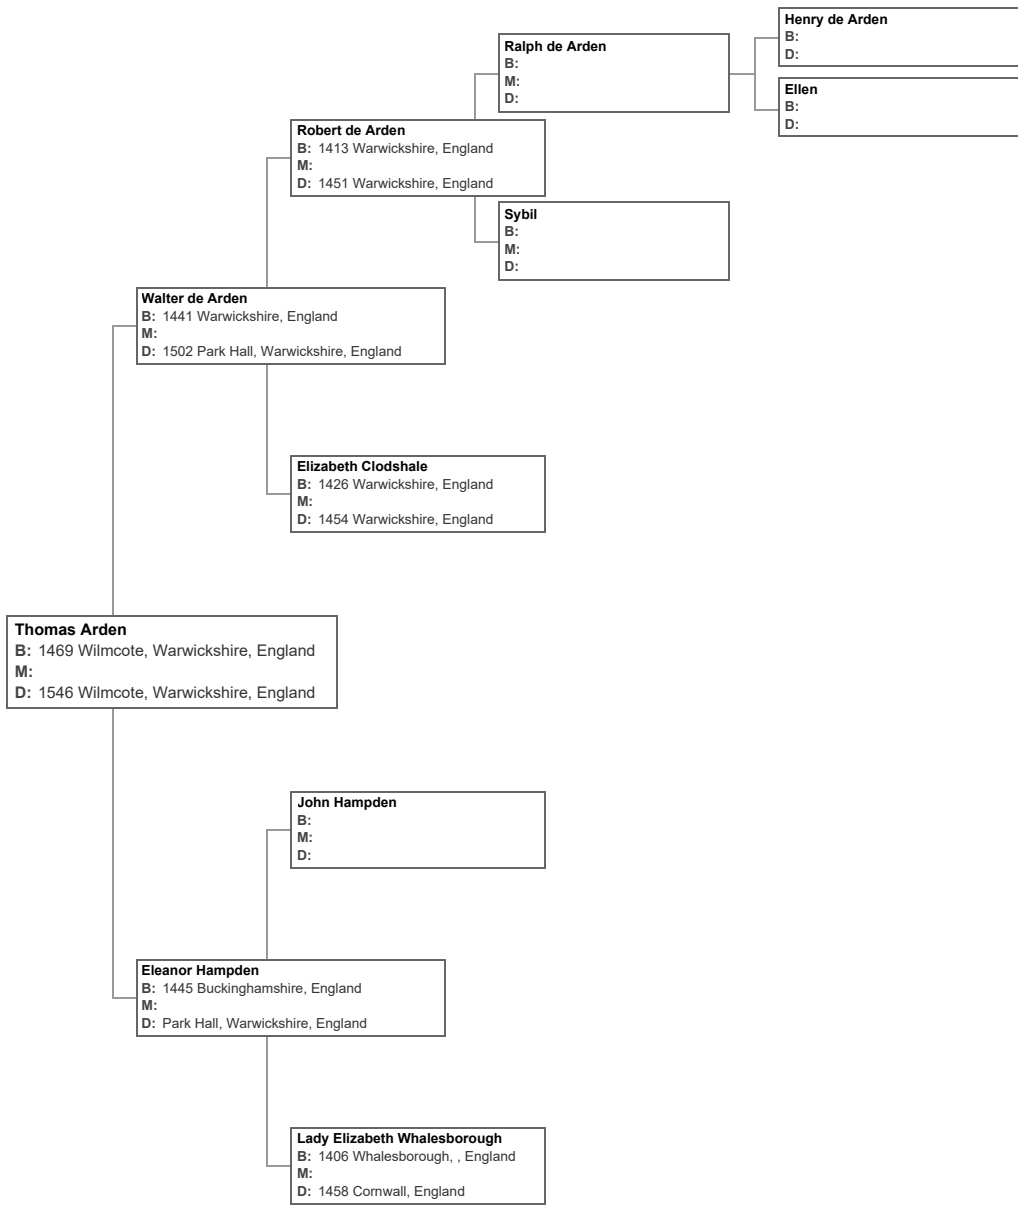 Henry de Arden
B:
D:
Ralph de Arden
B:
M:
D:
Ellen
B:
D:
Robert de Arden
B: 1413 Warwickshire, England
M:
D: 1451 Warwickshire, England
Sybil
B:
M:
D:
Walter de Arden
B: 1441 Warwickshire, England
M:
D: 1502 Park Hall, Warwickshire, England
Elizabeth Clodshale
B: 1426 Warwickshire, England
M:
D: 1454 Warwickshire, England
Thomas Arden
B: 1469 Wilmcote, Warwickshire, England
M:
D: 1546 Wilmcote, Warwickshire, England
John Hampden
B:
M:
D:
Eleanor Hampden
B: 1445 Buckinghamshire, England
M:
D: Park Hall, Warwickshire, England
Lady Elizabeth Whalesborough
B: 1406 Whalesborough, , England
M:
D: 1458 Cornwall, England